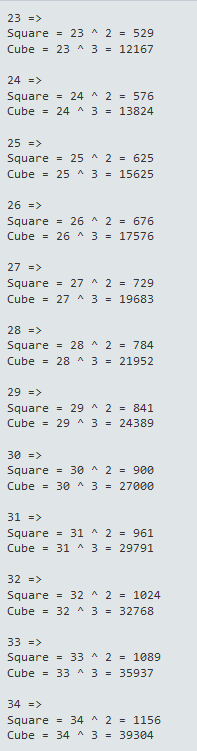 23 =>
Square = 23 ^ 2 = 529
Cube = 23 ^ 3 = 12167
24 =>
Square = 24 ^ 2 = 576
Cube = 24 ^ 3 = 13824
25 =>
Square = 25 ^ 2 = 625
Cube = 25 ^ 3 = 15625
26 =>
Square = 26 ^ 2 = 676
Cube = 26 ^ 3 = 17576
27 =>
Square = 27 ^ 2 = 729
Cube = 27 ^ 3 = 19683
28 =>
Square = 28 ^ 2 = 784
Cube = 28 ^ 3 = 21952
29 =>
Square = 29 ^ 2 = 841
Cube = 29 ^ 3 = 24389
30 =>
Square = 30 ^ 2 = 900
Cube = 30 ^ 3 = 27000
31 =>
Square = 31 ^ 2 = 961
Cube = 31 ^ 3 = 29791
32 =>
Square = 32 ^ 2 = 1024
Cube = 32 ^ 3 = 32768
33 =>
Square = 33 ^ 2 = 1089
Cube = 33 ^ 3 = 35937
34 =>
Square = 34 ^ 2 = 1156
Cube = 34 ^ 3 = 39304